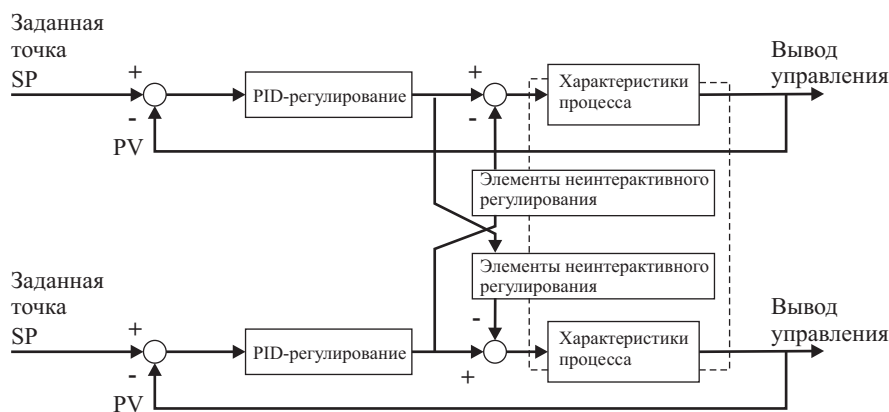 Заданная
точка
SP
+
-
PV
PID-регулирование
+
-
Характеристики
процесса
Вывод
управления
Элементы неинтерактивного
регулирования
Элементы неинтерактивного
регулирования
Заданная
точка
SP
+
-
PV
PID-регулирование
-
+
Характеристики
процесса
Вывод
управления